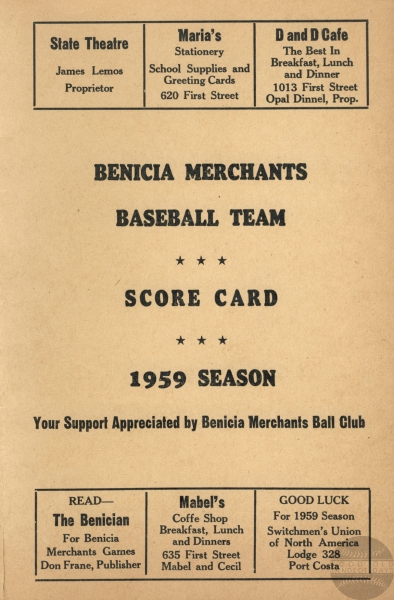 State Theatre
James Lemos
Proprietor
Maria's
Stationery
School Supplies and
Greeting Cards
620 First Street
D and D Cafe
The Best In
Breakfast, Lunch
and Dinner
1013 First Street
Opal Dinnel, Prop.
BENICIA MERCHANTS
BASEBALL TEAM
★ ★ ★
SCORE CARD
★ ★ ★
1959 SEASON
Your Support Appreciated by Benicia Merchants Ball Club
READ—
The Benician
For Benicia
Merchants Games
Don Frane, Publisher
Mabel's
Coffe Shop
Breakfast, Lunch
and Dinners
635 First Street
Mabel and Cecil
GOOD LUCK
For 1959 Season
Switchmen's Union
of North America
Lodge 328
Port Costa